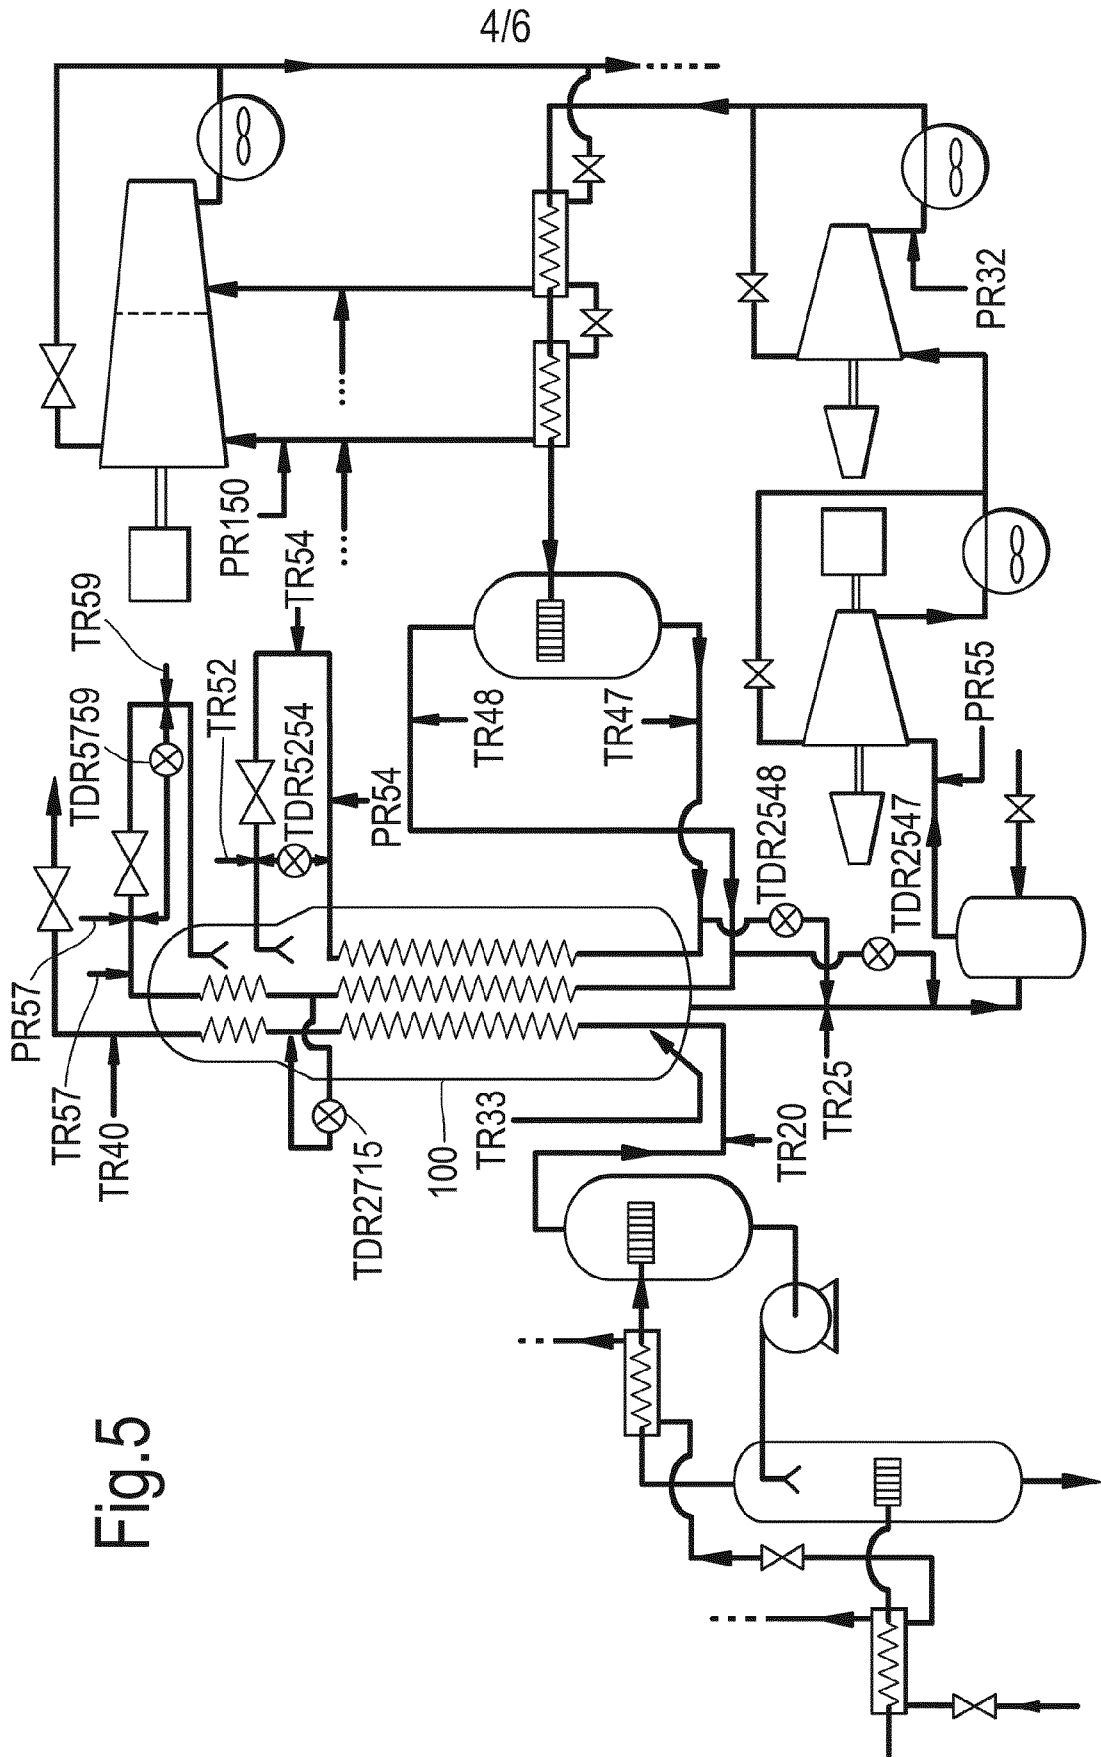 4/6
TR59
TDR5759
PR57
TR57
TR40
PR150
TR54
TR52
TDR5254
PR54
TR48
TR47
PR32
PR55
TDR2548
TDR2547
TR25
TR20
TR33
100
TDR2715
Fig.5